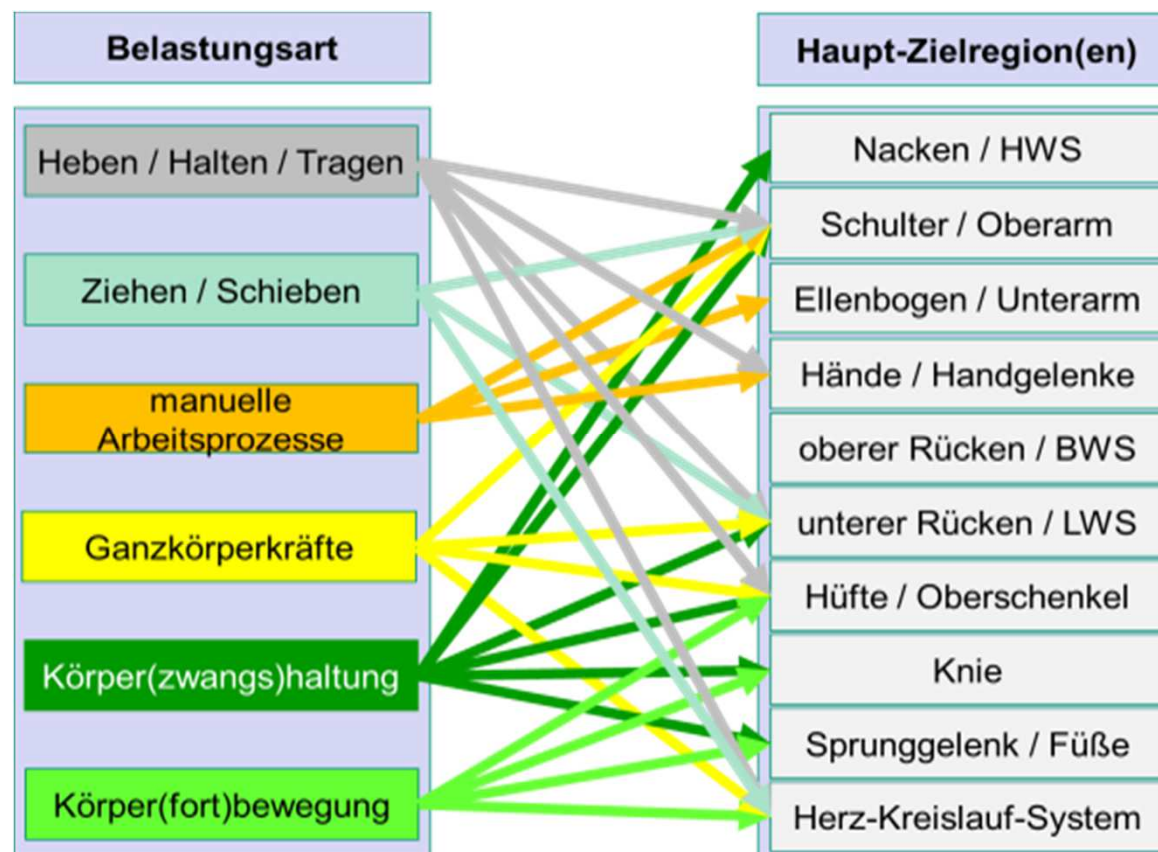 Belastungsart
Heben / Halten / Tragen
Ziehen / Schieben
manuelle
Arbeitsprozesse
Ganzkörperkräfte
Körper(zwangs)haltung
Körper(fort)bewegung
Haupt-Zielregion(en)
Nacken / HWS
Schulter / Oberarm
Ellenbogen / Unterarm
Hände / Handgelenke
oberer Rücken / BWS
unterer Rücken / LWS
Hüfte / Oberschenkel
Knie
Sprunggelenk / Füße
Herz-Kreislauf-System